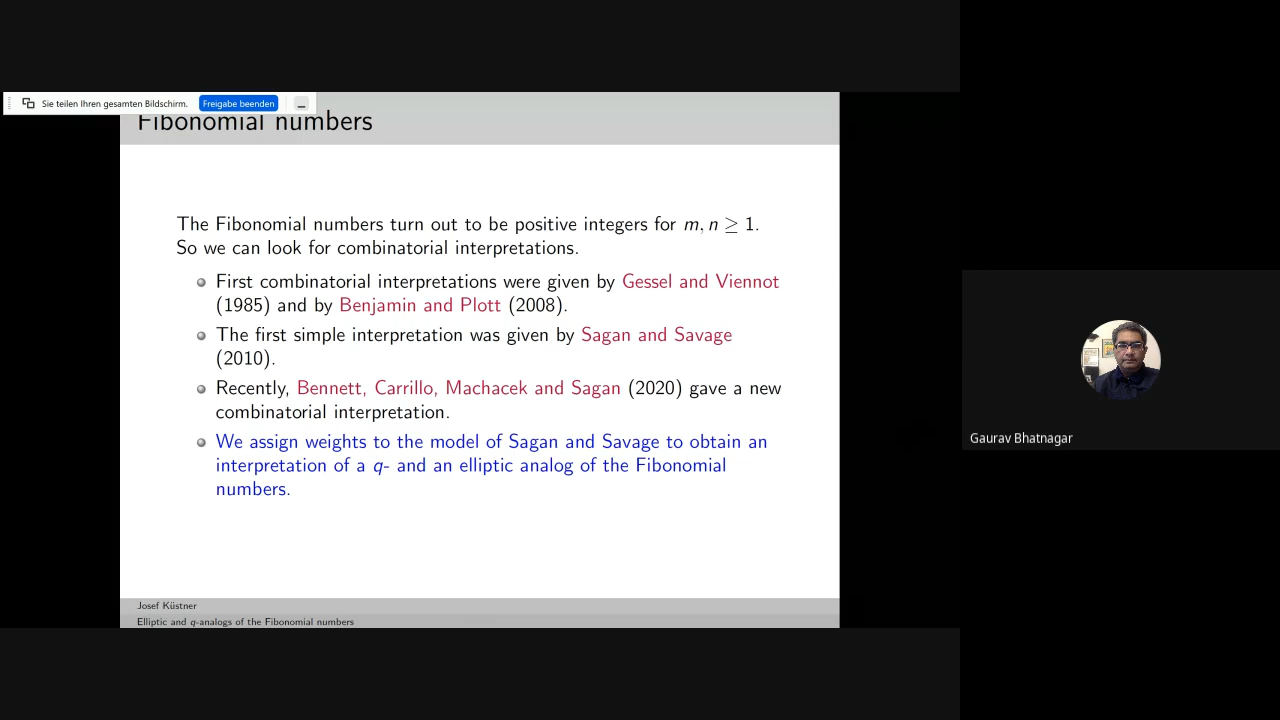 Sie teilen Ihren gesamten Bildschirm. Freigabe beenden
Fibonomial numbers
The Fibonomial numbers turn out to be positive integers for m, n ≥ 1.
So we can look for combinatorial interpretations.
First combinatorial interpretations were given by Gessel and Viennot
(1985) and by Benjamin and Plott (2008).
The first simple interpretation was given by Sagan and Savage
(2010).
Recently, Bennett, Carrillo, Machacek and Sagan (2020) gave a new
combinatorial interpretation.
We assign weights to the model of Sagan and Savage to obtain an
interpretation of a q- and an elliptic analog of the Fibonomial
numbers.
Josef Küstner
Elliptic and q-analogs of the Fibonomial numbers
Gaurav Bhatnagar